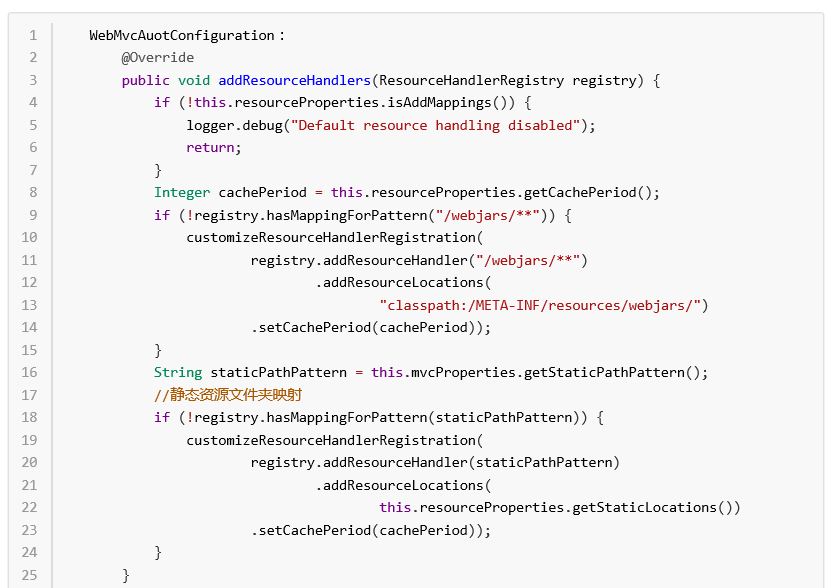 1 WebMvcAuotConfiguration：
2 @Override
3 public void addResourceHandlers(ResourceHandlerRegistry registry) {
4 if (!this.resourceProperties.isAddMappings()) {
5 logger.debug("Default resource handling disabled");
6 return;
7 }
8 Integer cachePeriod = this.resourceProperties.getCachePeriod();
9 if (!registry.hasMappingForPattern("/webjars/**")) {
10 customizeResourceHandlerRegistration(
11 registry.addResourceHandler("/webjars/**")
12 .addResourceLocations(
13 "classpath:/META-INF/resources/webjars/")
14 .setCachePeriod(cachePeriod));
15 }
16 String staticPathPattern = this.mvcProperties.getStaticPathPattern();
17 //静态资源文件夹映射
18 if (!registry.hasMappingForPattern(staticPathPattern)) {
19 customizeResourceHandlerRegistration(
20 registry.addResourceHandler(staticPathPattern)
21 .addResourceLocations(
22 this.resourceProperties.getStaticLocations())
23 .setCachePeriod(cachePeriod));
24 }
25 }